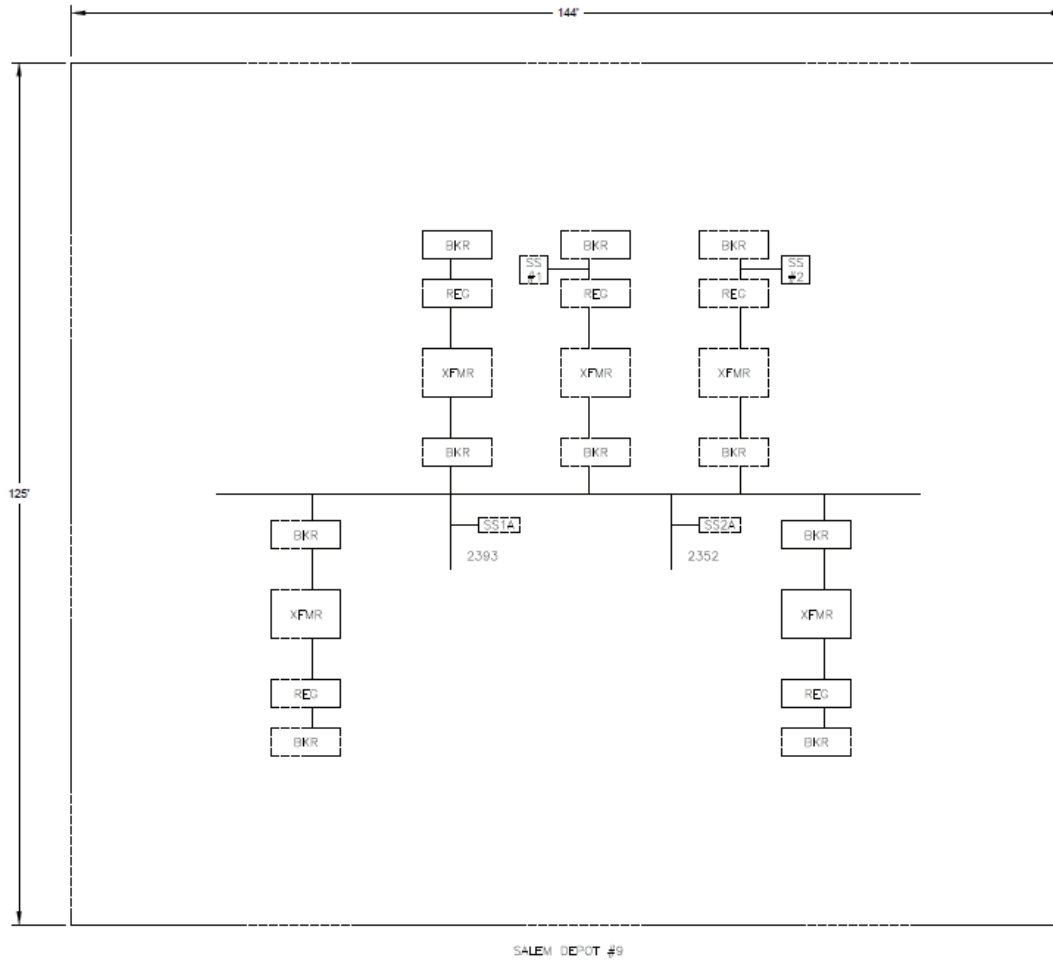 144'
125'
BKR
BKR
BKR
SS
#1
SS
#2
REG
REG
REG
XFMR
XFMR
XFMR
BKR
BKR
BKR
SS1A
SS2A
BKR
BKR
2393
2352
XFMR
XFMR
REG
REG
BKR
BKR
SALEM DEPOT #9